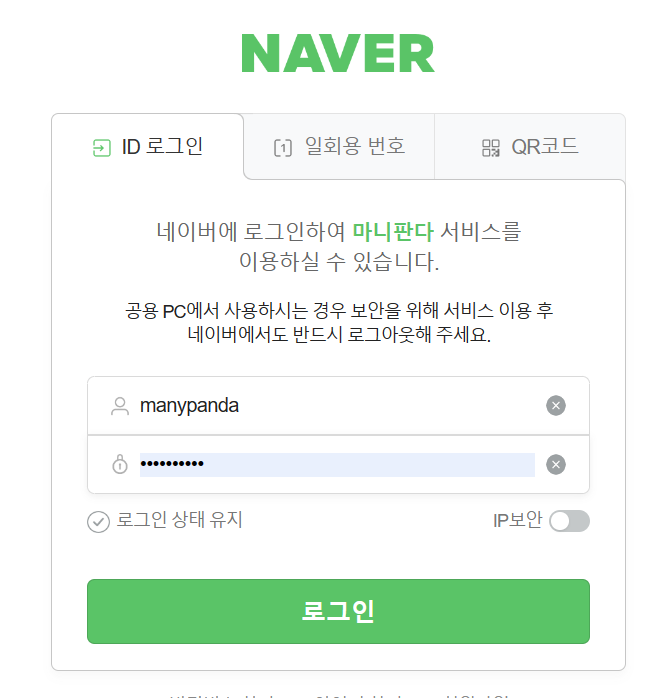 NAVER
ID 로그인
1 일회용 번호
QR코드
네이버에 로그인하여 마니판다 서비스를
이용하실 수 있습니다.
공용 PC에서 사용하시는 경우 보안을 위해 서비스 이용 후
네이버에서도 반드시 로그아웃해 주세요.
manypanda
••••••••••
로그인 상태 유지
IP보안
로그인